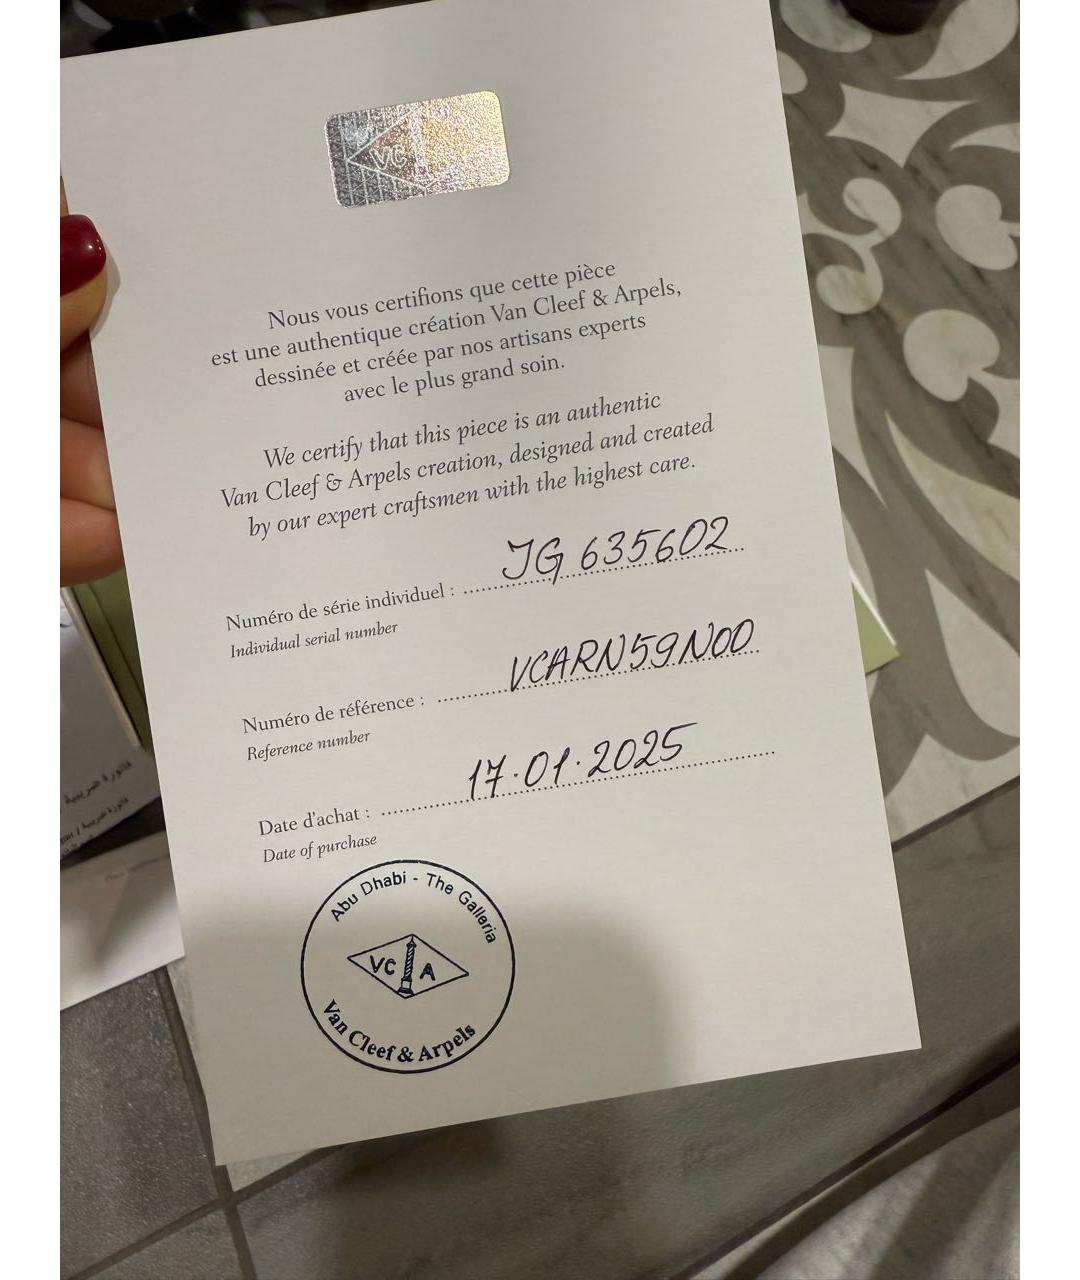 VC
Nous vous certifions que cette pièce
est une authentique création Van Cleef & Arpels,
dessinée et créée par nos artisans experts
avec le plus grand soin.
We certify that this piece is an authentic
Van Cleef & Arpels creation, designed and created
by our expert craftsmen with the highest care.
Numéro de série individuel : JG 635602
Individual serial number
Numéro de référence : VCARN59N00
Reference number
Date d'achat : 17.01.2025
Date of purchase
Abu Dhabi - The Galleria
VC A
Van Cleef & Arpels
فاتورة ضريبية
فاتورة ضريبية /